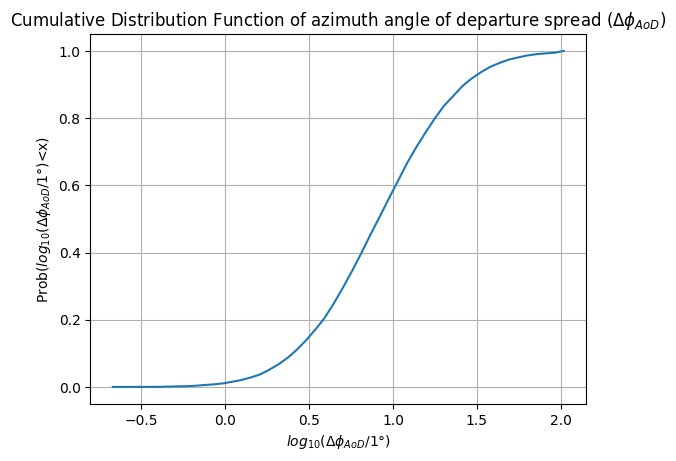 Cumulative Distribution Function of azimuth angle of departure spread (Δϕ_AoD)
Prob(log₁₀(Δϕ_AoD/1°)<x)
1.0
0.8
0.6
0.4
0.2
0.0
−0.5 0.0 0.5 1.0 1.5 2.0
log₁₀(Δϕ_AoD/1°)